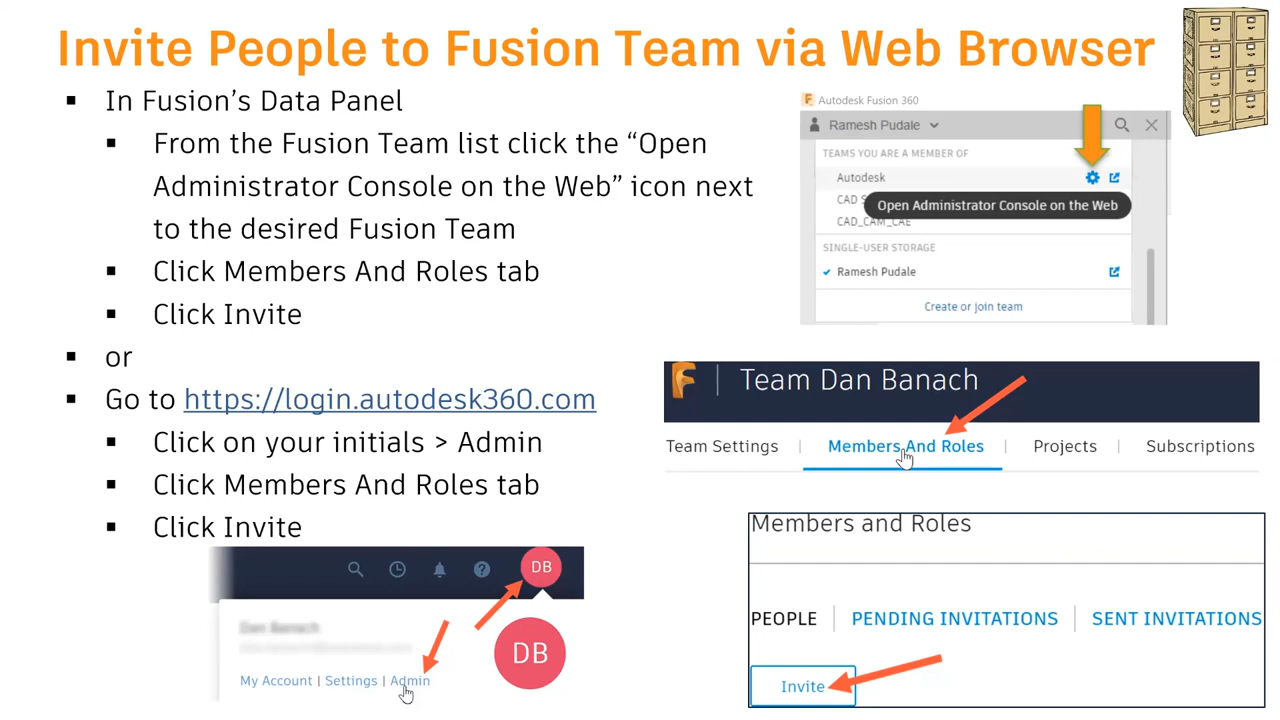 Invite People to Fusion Team via Web Browser
▪ In Fusion's Data Panel
▪ From the Fusion Team list click the “Open
Administrator Console on the Web” icon next
to the desired Fusion Team
▪ Click Members And Roles tab
▪ Click Invite
▪ or
▪ Go to https://login.autodesk360.com
▪ Click on your initials > Admin
▪ Click Members And Roles tab
▪ Click Invite
Autodesk Fusion 360
Ramesh Pudale
TEAMS YOU ARE A MEMBER OF
Autodesk
CAD S
Open Administrator Console on the Web
CAD_CAM_CAE
SINGLE-USER STORAGE
Ramesh Pudale
Create or join team
F | Team Dan Banach
Team Settings | Members And Roles | Projects | Subscriptions
DB
Dan Banach
DB
My Account | Settings | Admin
Members and Roles
PEOPLE | PENDING INVITATIONS | SENT INVITATIONS
Invite